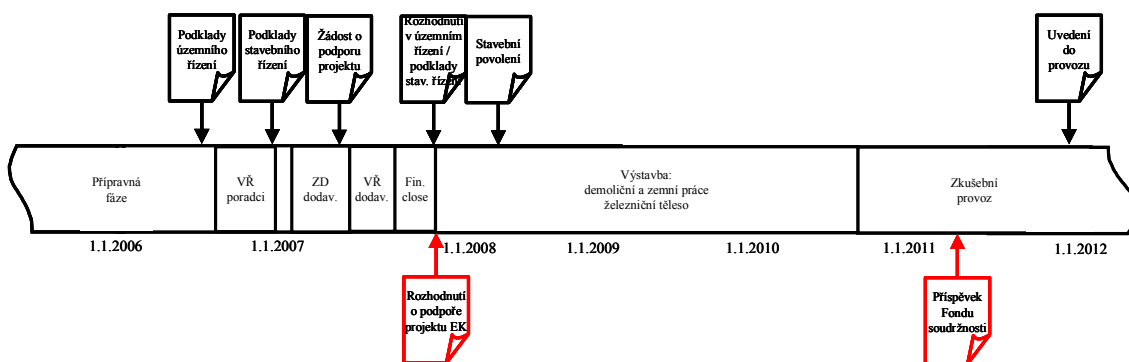 Podklady
územního
řízení
Podklady
stavebního
řízení
Žádost o
podporu
projektu
Rozhodnutí
v územním
řízení /
podklady
stav. řízení
Stavební
povolení
Uvedení
do
provozu
Přípravná
fáze
VŘ
poradci
ZD
dodav.
VŘ
dodav.
Fin.
close
Výstavba:
demoliční a zemní práce
železniční těleso
Zkušební
provoz
1.1.2006
1.1.2007
1.1.2008
1.1.2009
1.1.2010
1.1.2011
1.1.2012
Rozhodnutí
o podpoře
projektu EK
Příspěvek
Fondu
soudržnosti